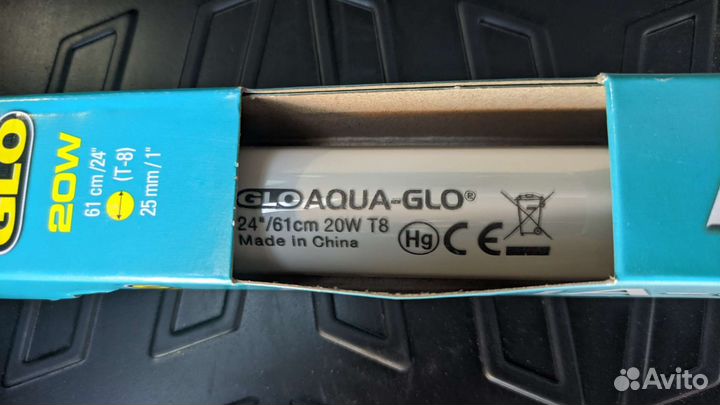 GLO
20W
61 cm/24"
(T-8)
25 mm / 1"
GLO AQUA-GLO®
24"/61cm 20W T8
Made in China
Hg CE
Avito